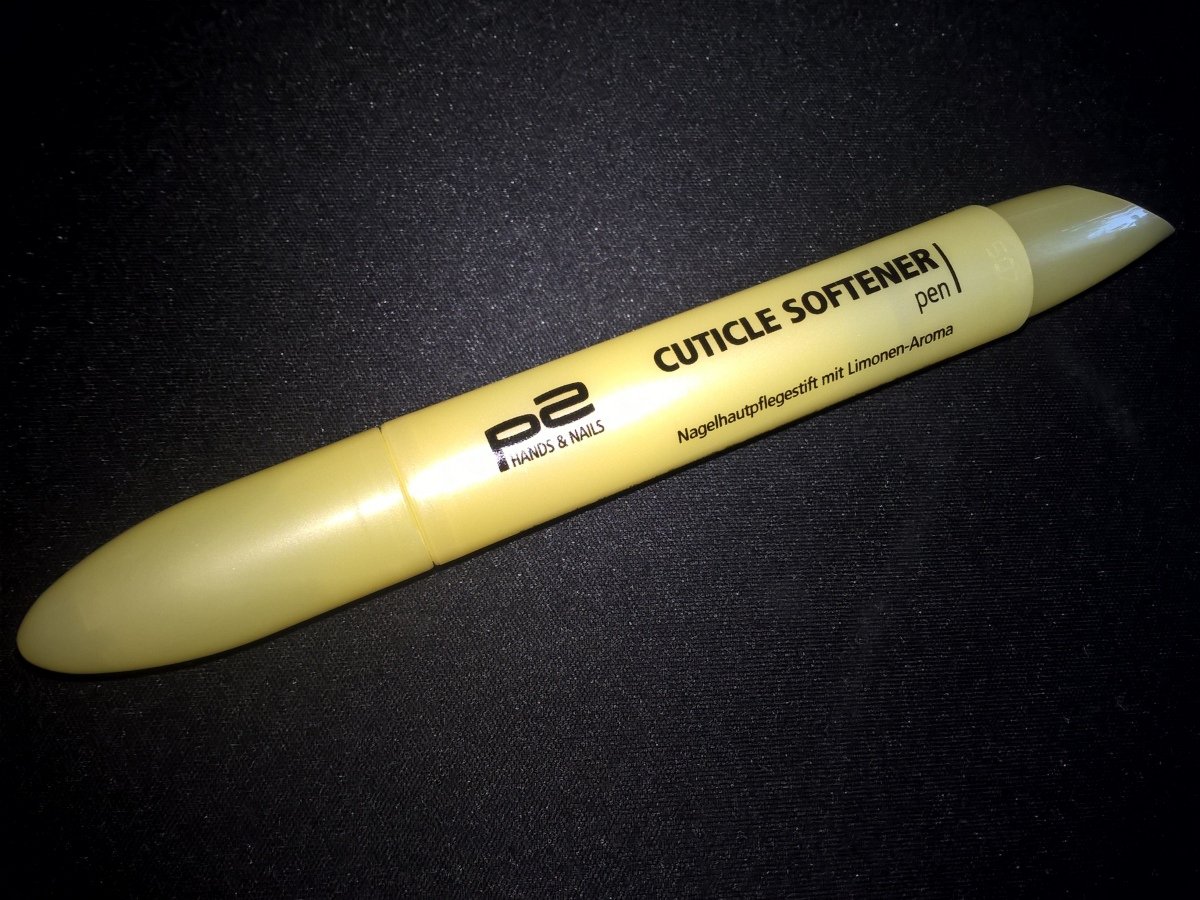 p2
HANDS & NAILS
CUTICLE SOFTENER
pen
Nagelhautpflegestift mit Limonen-Aroma